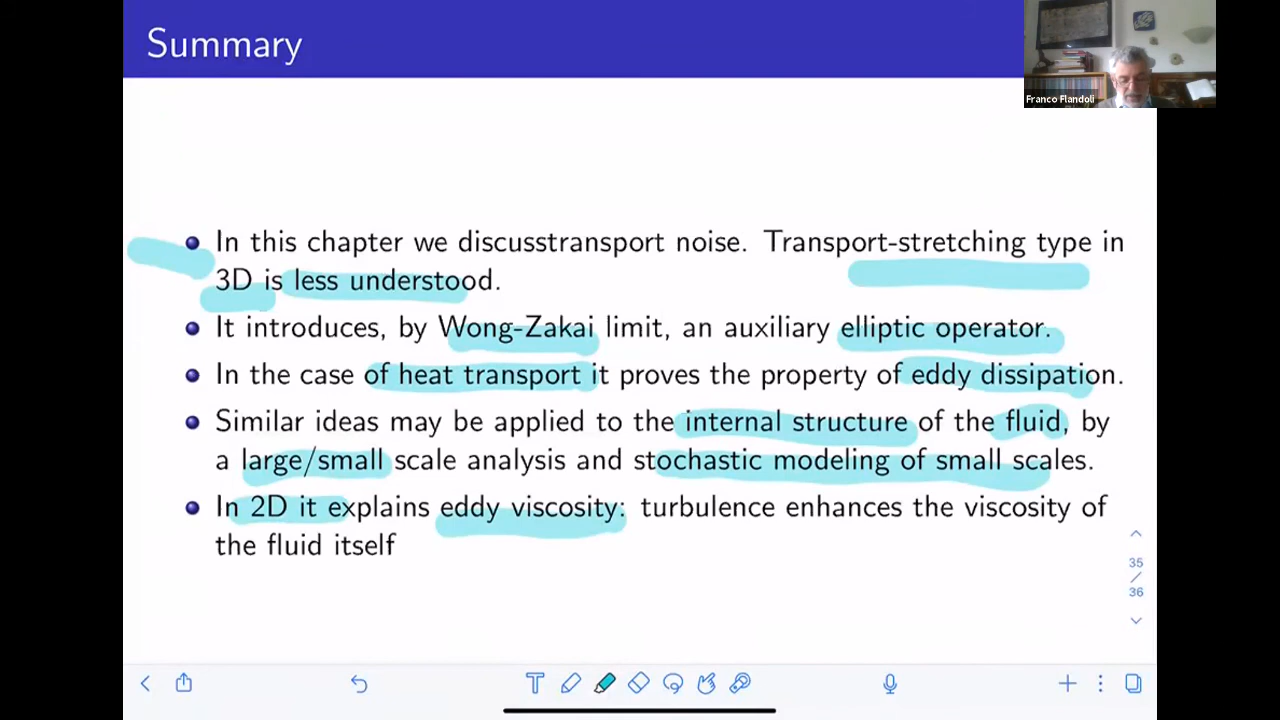 Summary
Franco Flandoli
In this chapter we discusstransport noise. Transport-stretching type in
3D is less understood.
It introduces, by Wong-Zakai limit, an auxiliary elliptic operator.
In the case of heat transport it proves the property of eddy dissipation.
Similar ideas may be applied to the internal structure of the fluid, by
a large/small scale analysis and stochastic modeling of small scales.
In 2D it explains eddy viscosity: turbulence enhances the viscosity of
the fluid itself
35
/
36